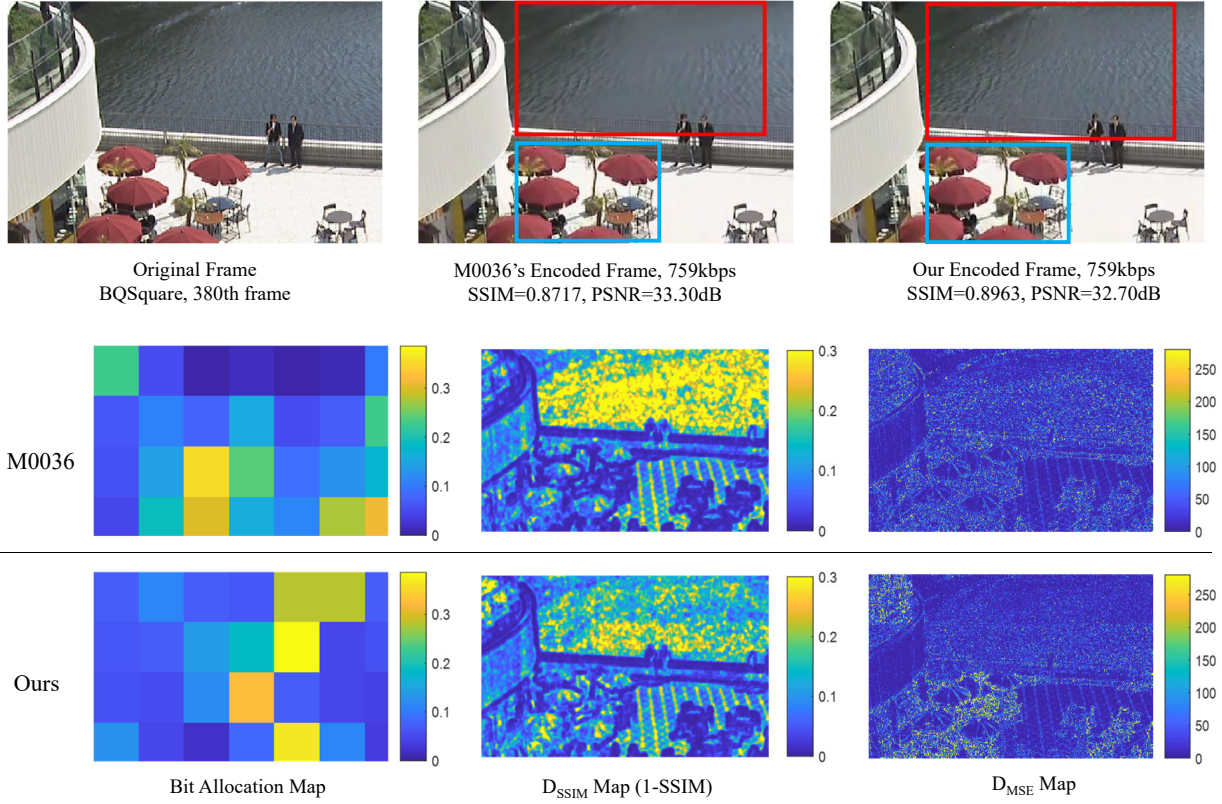 Original Frame
BQSquare, 380th frame
M0036's Encoded Frame, 759kbps
SSIM=0.8717, PSNR=33.30dB
Our Encoded Frame, 759kbps
SSIM=0.8963, PSNR=32.70dB
M0036
0.3
0.2
0.1
0
0.3
0.2
0.1
0
250
200
150
100
50
0
Ours
0.3
0.2
0.1
0
0.3
0.2
0.1
0
250
200
150
100
50
0
Bit Allocation Map
DSSIM Map (1-SSIM)
DMSE Map